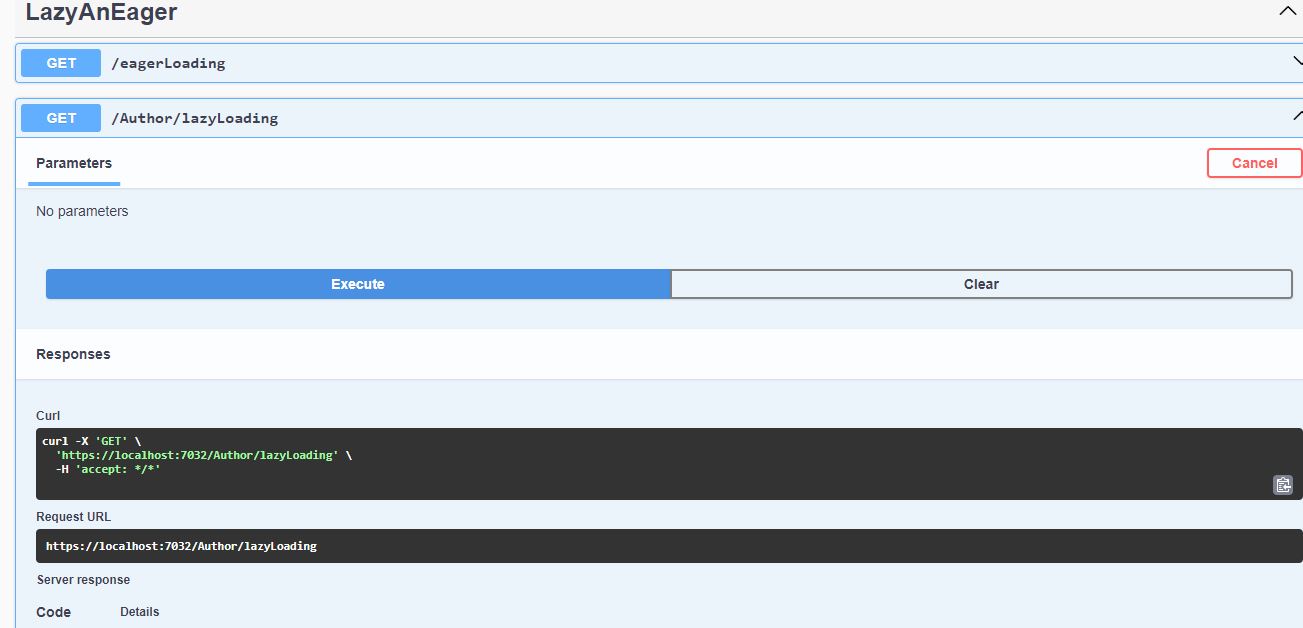 LazyAnEager
GET /eagerLoading
GET /Author/lazyLoading
Parameters Cancel
No parameters
Execute Clear
Responses
Curl
curl -X 'GET' \
'https://localhost:7032/Author/lazyLoading' \
-H 'accept: */*'
Request URL
https://localhost:7032/Author/lazyLoading
Server response
Code Details